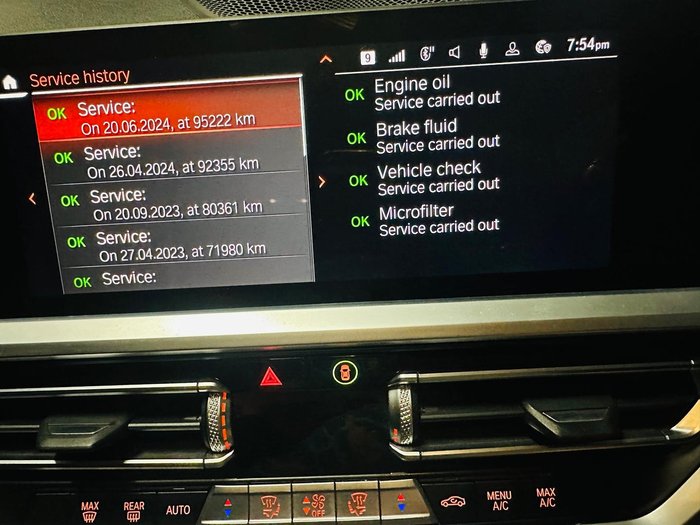 9
7:54pm
Service history
OK Service:
On 20.06.2024, at 95222 km
OK Service:
On 26.04.2024, at 92355 km
OK Service:
On 20.09.2023, at 80361 km
OK Service:
On 27.04.2023, at 71980 km
OK Service:
OK Engine oil
Service carried out
OK Brake fluid
Service carried out
OK Vehicle check
Service carried out
OK Microfilter
Service carried out
MAX
REAR
AUTO
OFF
MENU
A/C
MAX
A/C